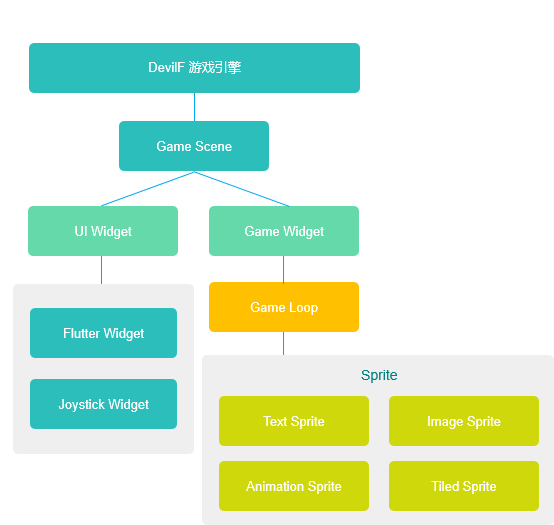 DevilF 游戏引擎
Game Scene
UI Widget
Game Widget
Flutter Widget
Joystick Widget
Game Loop
Sprite
Text Sprite
Image Sprite
Animation Sprite
Tiled Sprite